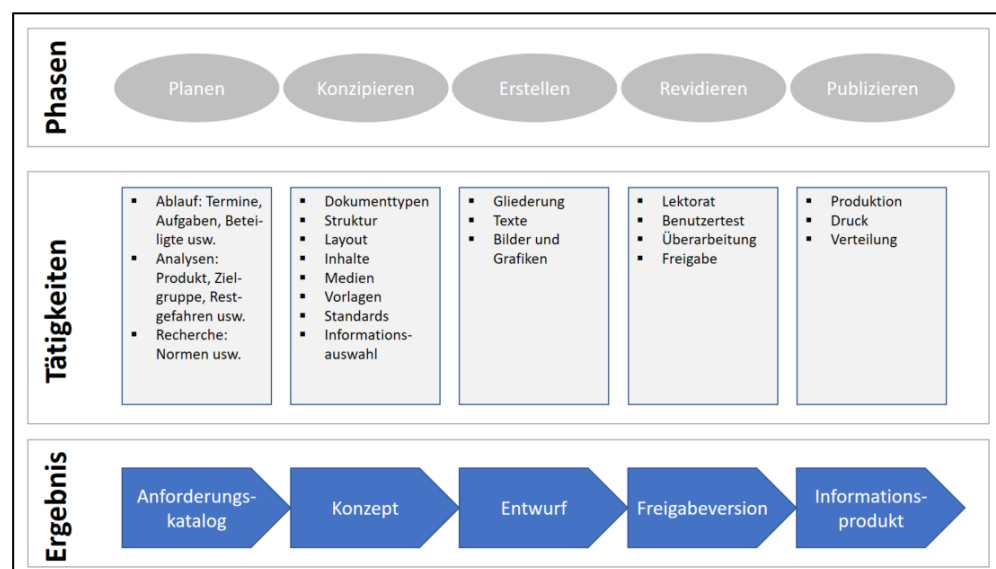 Phasen
Planen
Konzipieren
Erstellen
Revidieren
Publizieren
Tätigkeiten
▪ Ablauf: Termine,
Aufgaben, Betei-
ligte usw.
▪ Analysen:
Produkt, Ziel-
gruppe, Rest-
gefahren usw.
▪ Recherche:
Normen usw.
▪ Dokumenttypen
▪ Struktur
▪ Layout
▪ Inhalte
▪ Medien
▪ Vorlagen
▪ Standards
▪ Informations-
auswahl
▪ Gliederung
▪ Texte
▪ Bilder und
Grafiken
▪ Lektorat
▪ Benutzertest
▪ Überarbeitung
▪ Freigabe
▪ Produktion
▪ Druck
▪ Verteilung
Ergebnis
Anforderungs-
katalog
Konzept
Entwurf
Freigabeversion
Informations-
produkt